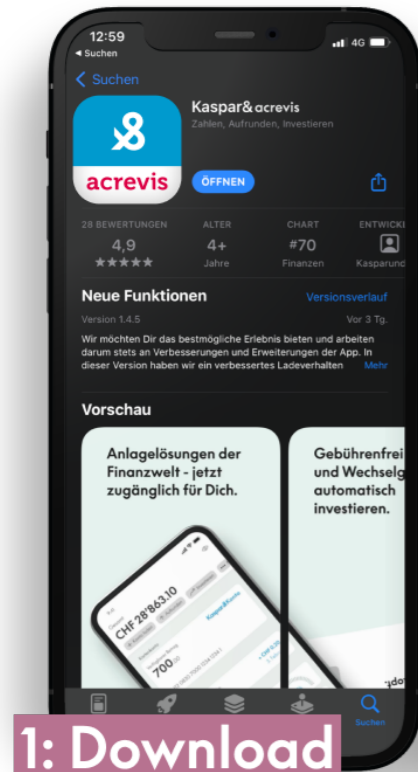 12:59
4G
Suchen
Suchen
&
acrevis
Kaspar& acrevis
Zahlen, Aufrunden, Investieren
ÖFFNEN
28 BEWERTUNGEN
4,9
★★★★★
ALTER
4+
Jahre
CHART
#70
Finanzen
ENTWICKL
Kasparund
Neue Funktionen
Versionsverlauf
Version 1.4.5
Vor 3 Tg.
Wir möchten Dir das bestmögliche Erlebnis bieten und arbeiten
darum stets an Verbesserungen und Erweiterungen der App. In
dieser Version haben wir ein verbessertes Ladeverhalten
Mehr
Vorschau
Anlagelösungen der
Finanzwelt - jetzt
zugänglich für Dich.
CHF 28'863.10
Kaspar&Konto
700
Gebührenfrei
und Wechselg
automatisch
investieren.
Suchen
1: Download